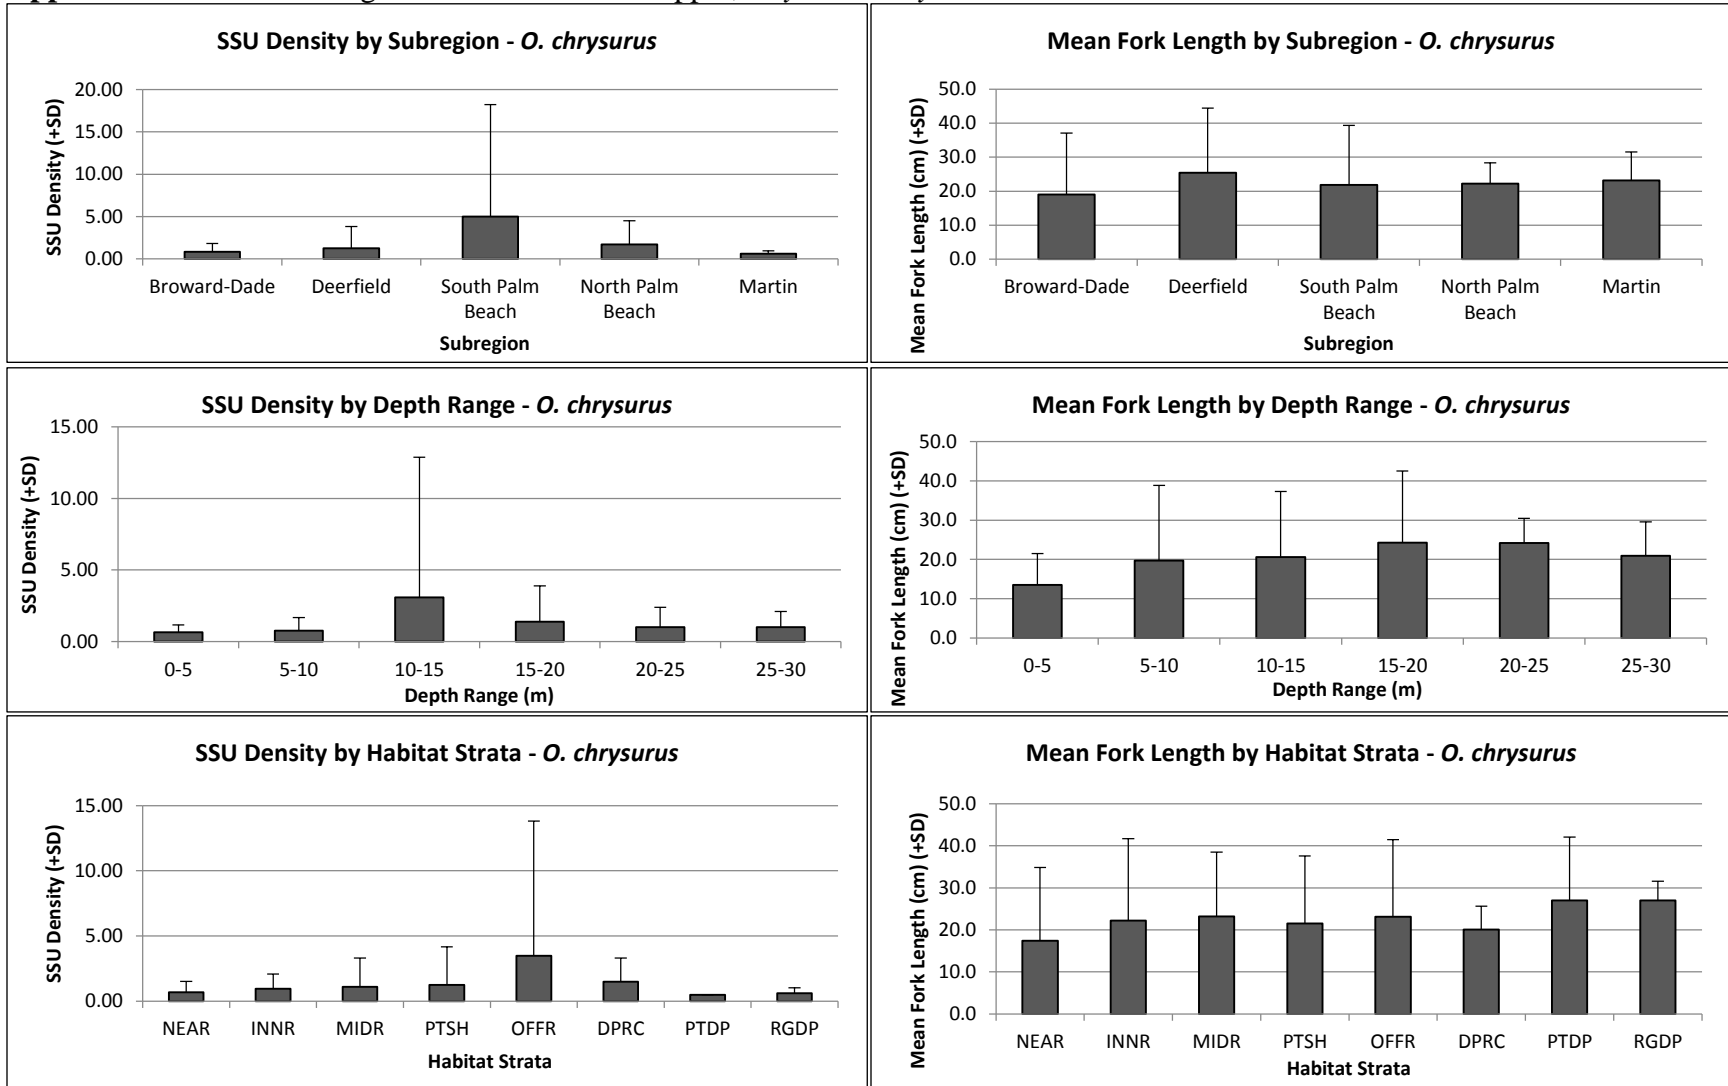 SSU Density by Subregion - O. chrysurus
SSU Density (+SD)
20.00
15.00
10.00
5.00
0.00
Broward-Dade Deerfield South Palm Beach North Palm Beach Martin
Subregion
Mean Fork Length by Subregion - O. chrysurus
Mean Fork Length (cm) (+SD)
50.0
40.0
30.0
20.0
10.0
0.0
Broward-Dade Deerfield South Palm Beach North Palm Beach Martin
Subregion
SSU Density by Depth Range - O. chrysurus
SSU Density (+SD)
15.00
10.00
5.00
0.00
0-5 5-10 10-15 15-20 20-25 25-30
Depth Range (m)
Mean Fork Length by Depth Range - O. chrysurus
Mean Fork Length (cm) (+SD)
50.0
40.0
30.0
20.0
10.0
0.0
0-5 5-10 10-15 15-20 20-25 25-30
Depth Range (m)
SSU Density by Habitat Strata - O. chrysurus
SSU Density (+SD)
15.00
10.00
5.00
0.00
NEAR INNR MIDR PTSH OFFR DPRC PTDP RGDP
Habitat Strata
Mean Fork Length by Habitat Strata - O. chrysurus
Mean Fork Length (cm) (+SD)
50.0
40.0
30.0
20.0
10.0
0.0
NEAR INNR MIDR PTSH OFFR DPRC PTDP RGDP
Habitat Strata